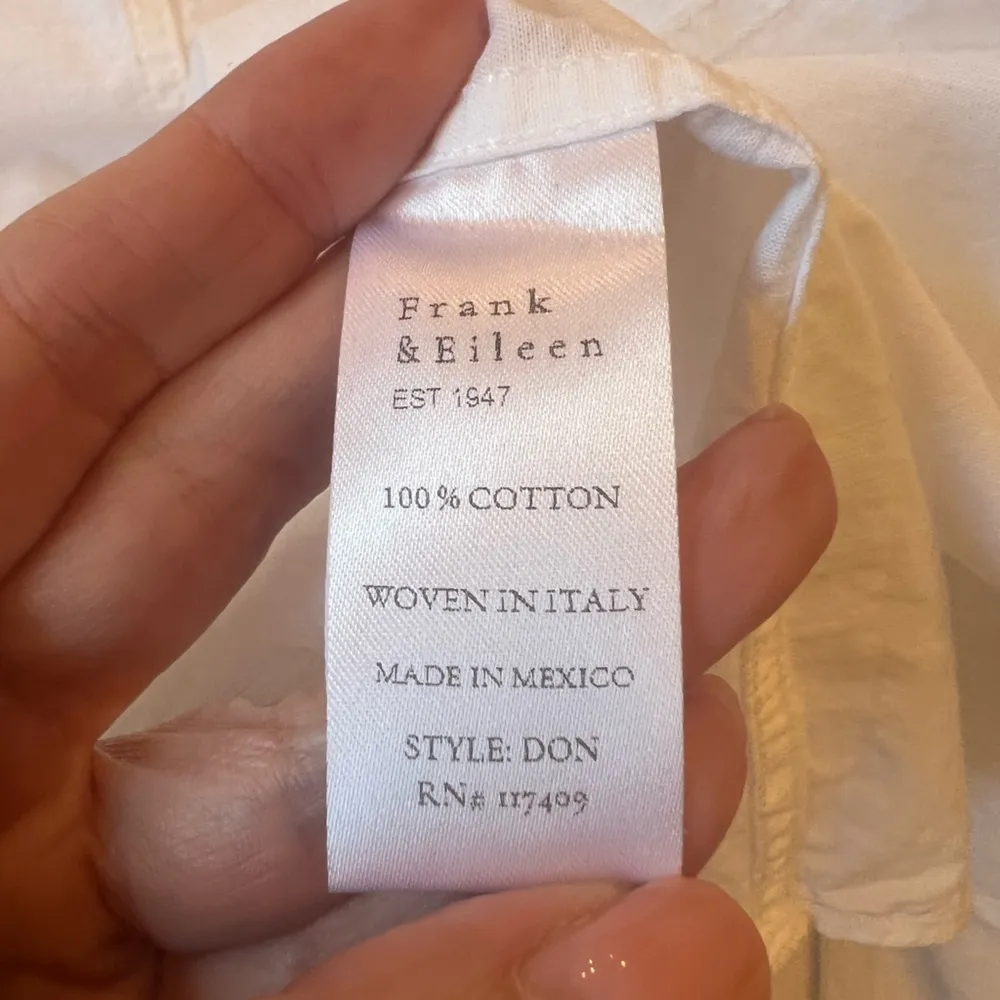 Frank
& Eileen
EST 1947
100% COTTON
WOVEN IN ITALY
MADE IN MEXICO
STYLE: DON
RN# 117409